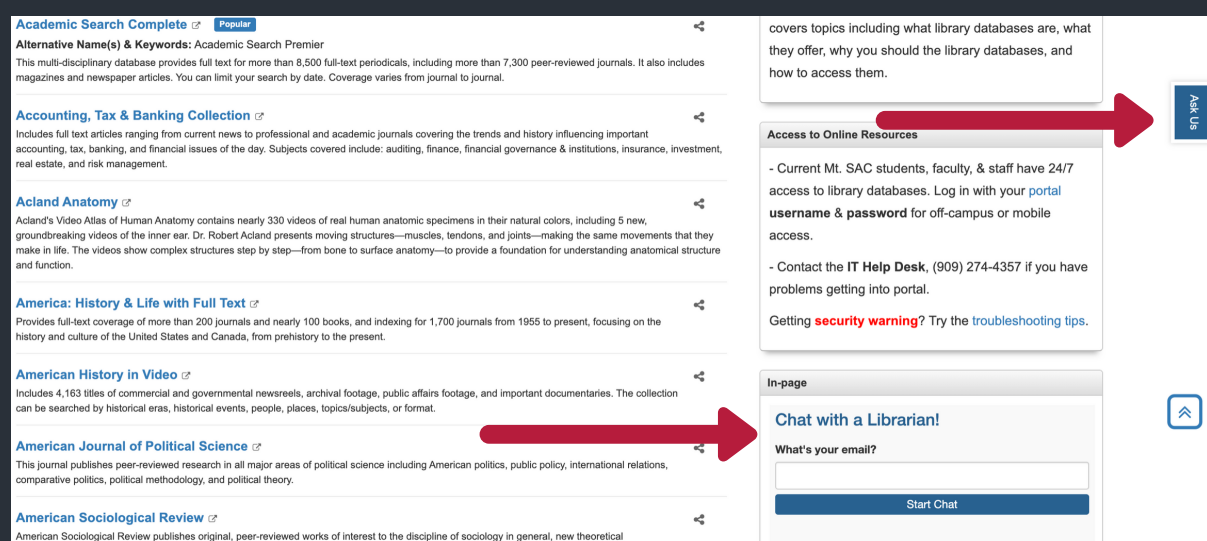 Academic Search Complete Popular
Alternative Name(s) & Keywords: Academic Search Premier
This multi-disciplinary database provides full text for more than 8,500 full-text periodicals, including more than 7,300 peer-reviewed journals. It also includes
magazines and newspaper articles. You can limit your search by date. Coverage varies from journal to journal.
Accounting, Tax & Banking Collection
Includes full text articles ranging from current news to professional and academic journals covering the trends and history influencing important
accounting, tax, banking, and financial issues of the day. Subjects covered include: auditing, finance, financial governance & institutions, insurance, investment,
real estate, and risk management.
Acland Anatomy
Acland's Video Atlas of Human Anatomy contains nearly 330 videos of real human anatomic specimens in their natural colors, including 5 new,
groundbreaking videos of the inner ear. Dr. Robert Acland presents moving structures—muscles, tendons, and joints—making the same movements that they
make in life. The videos show complex structures step by step—from bone to surface anatomy—to provide a foundation for understanding anatomical structure
and function.
America: History & Life with Full Text
Provides full-text coverage of more than 200 journals and nearly 100 books, and indexing for 1,700 journals from 1955 to present, focusing on the
history and culture of the United States and Canada, from prehistory to the present.
American History in Video
Includes 4,163 titles of commercial and governmental newsreels, archival footage, public affairs footage, and important documentaries. The collection
can be searched by historical eras, historical events, people, places, topics/subjects, or format.
American Journal of Political Science
This journal publishes peer-reviewed research in all major areas of political science including American politics, public policy, international relations,
comparative politics, political methodology, and political theory.
American Sociological Review
American Sociological Review publishes original, peer-reviewed works of interest to the discipline of sociology in general, new theoretical
covers topics including what library databases are, what
they offer, why you should the library databases, and
how to access them.
Access to Online Resources
- Current Mt. SAC students, faculty, & staff have 24/7
access to library databases. Log in with your portal
username & password for off-campus or mobile
access.
- Contact the IT Help Desk, (909) 274-4357 if you have
problems getting into portal.
Getting security warning? Try the troubleshooting tips.
In-page
Chat with a Librarian!
What's your email?
Start Chat
Ask Us